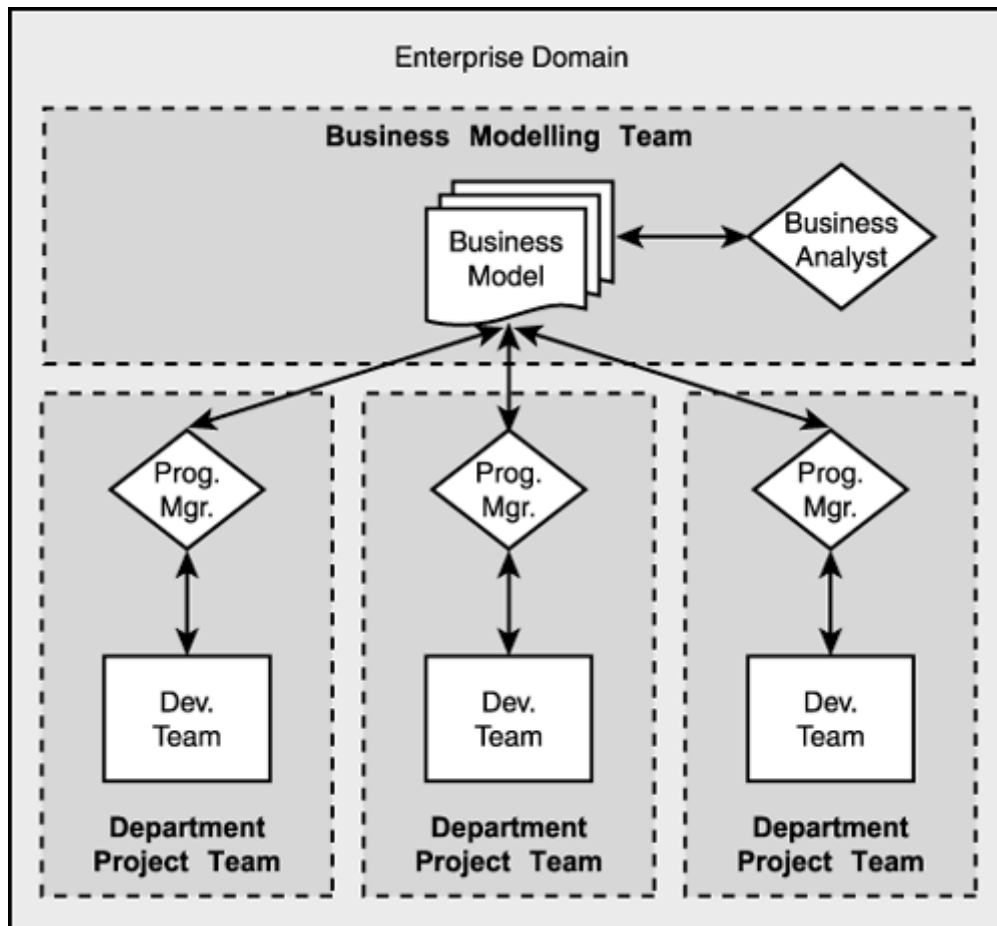 Enterprise Domain
Business Modelling Team
Business
Model
Business
Analyst
Prog.
Mgr.
Prog.
Mgr.
Prog.
Mgr.
Dev.
Team
Dev.
Team
Dev.
Team
Department
Project Team
Department
Project Team
Department
Project Team